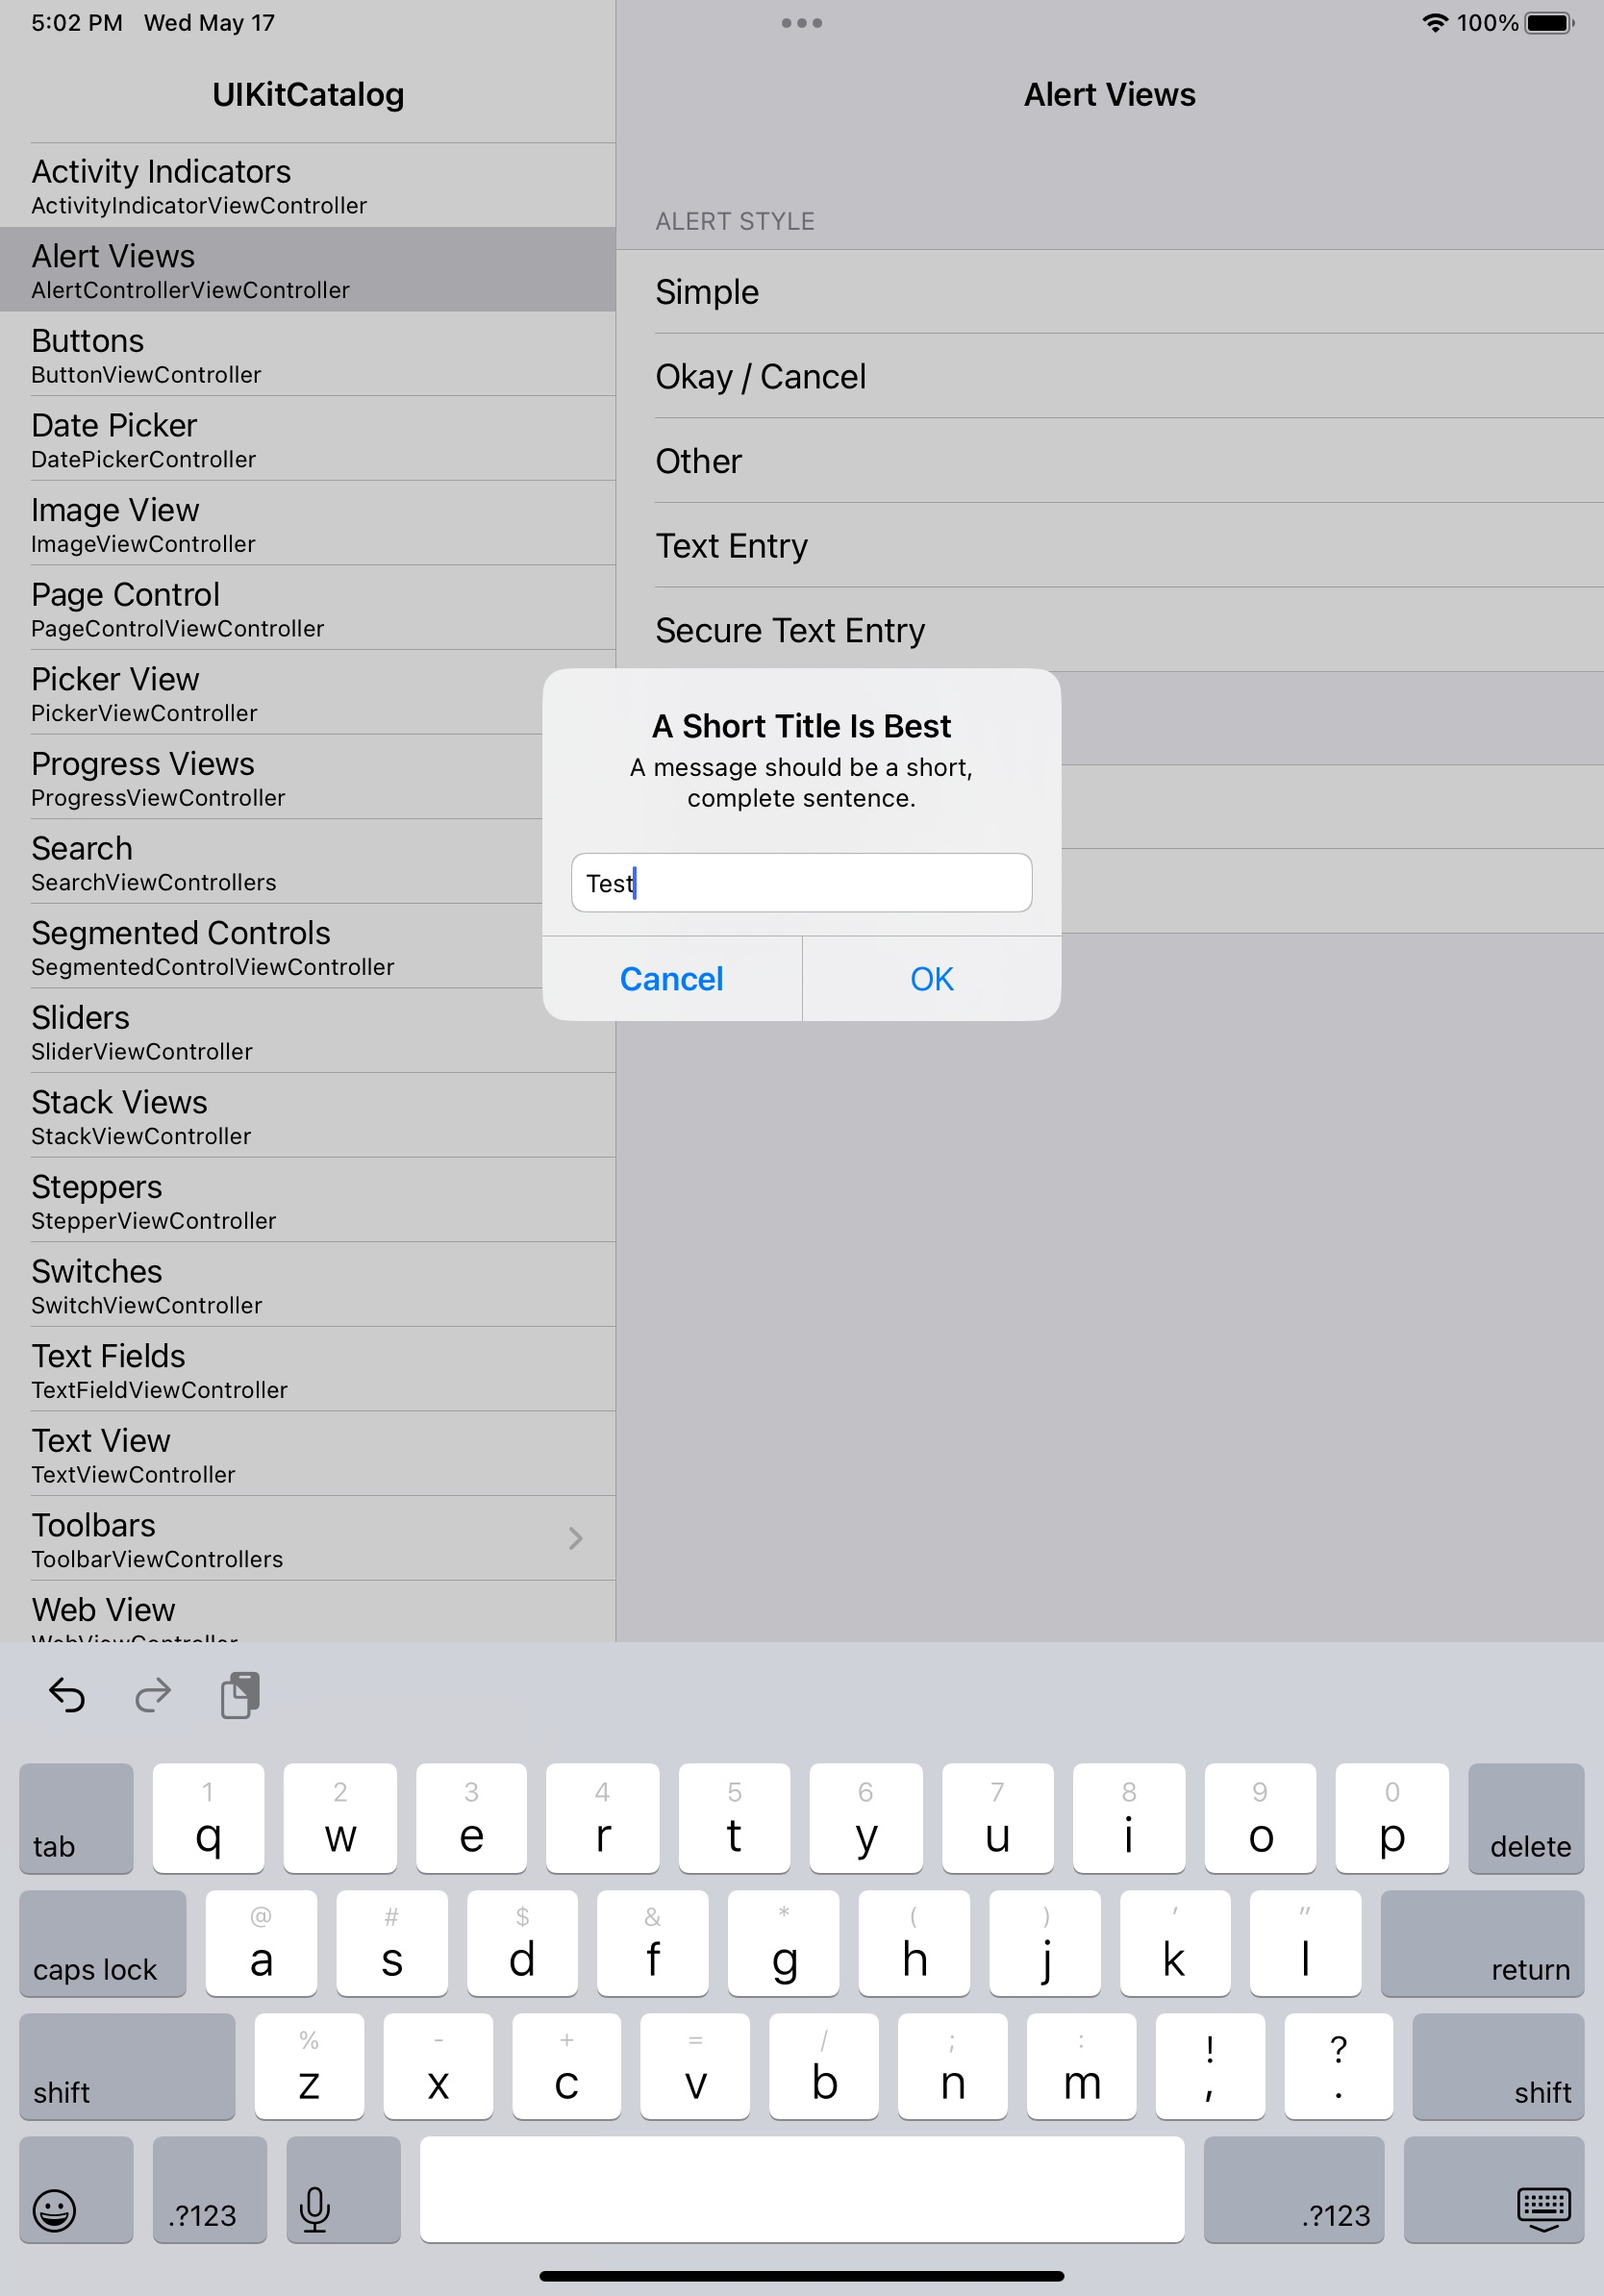 5:02 PM Wed May 17
100%
UIKitCatalog
Activity Indicators
ActivityIndicatorViewController
Alert Views
AlertControllerViewController
Buttons
ButtonViewController
Date Picker
DatePickerController
Image View
ImageViewController
Page Control
PageControlViewController
Picker View
PickerViewController
Progress Views
ProgressViewController
Search
SearchViewControllers
Segmented Controls
SegmentedControlViewController
Sliders
SliderViewController
Stack Views
StackViewController
Steppers
StepperViewController
Switches
SwitchViewController
Text Fields
TextFieldViewController
Text View
TextViewController
Toolbars
ToolbarViewControllers
Web View
WebViewController
Alert Views
ALERT STYLE
Simple
Okay / Cancel
Other
Text Entry
Secure Text Entry
A Short Title Is Best
A message should be a short,
complete sentence.
Test
Cancel OK
1 2 3 4 5 6 7 8 9 0
tab q w e r t y u i o p delete
@ # $ & * ( ) ′ ″
caps lock a s d f g h j k l return
% - + = / ; : ! ?
shift z x c v b n m , . shift
.?123 .?123